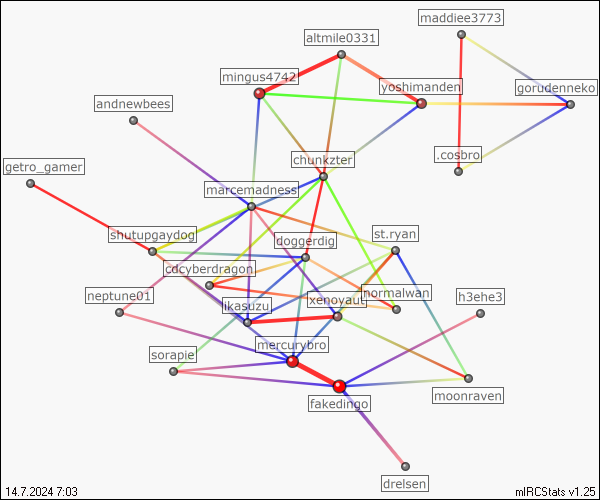 maddiee3773
altmile0331
mingus4742
yoshimanden
gorudenneko
andnewbees
.cosbro
chunkzter
getro_gamer
marcemadness
shutupgaydog
st.ryan
doggerdig
cdcyberdragon
normalwan
neptune01
ikasuzu
xenoyaut
h3ehe3
mercurybro
sorapie
moonraven
fakedingo
drelsen
14.7.2024 7:03
mIRCStats v1.25